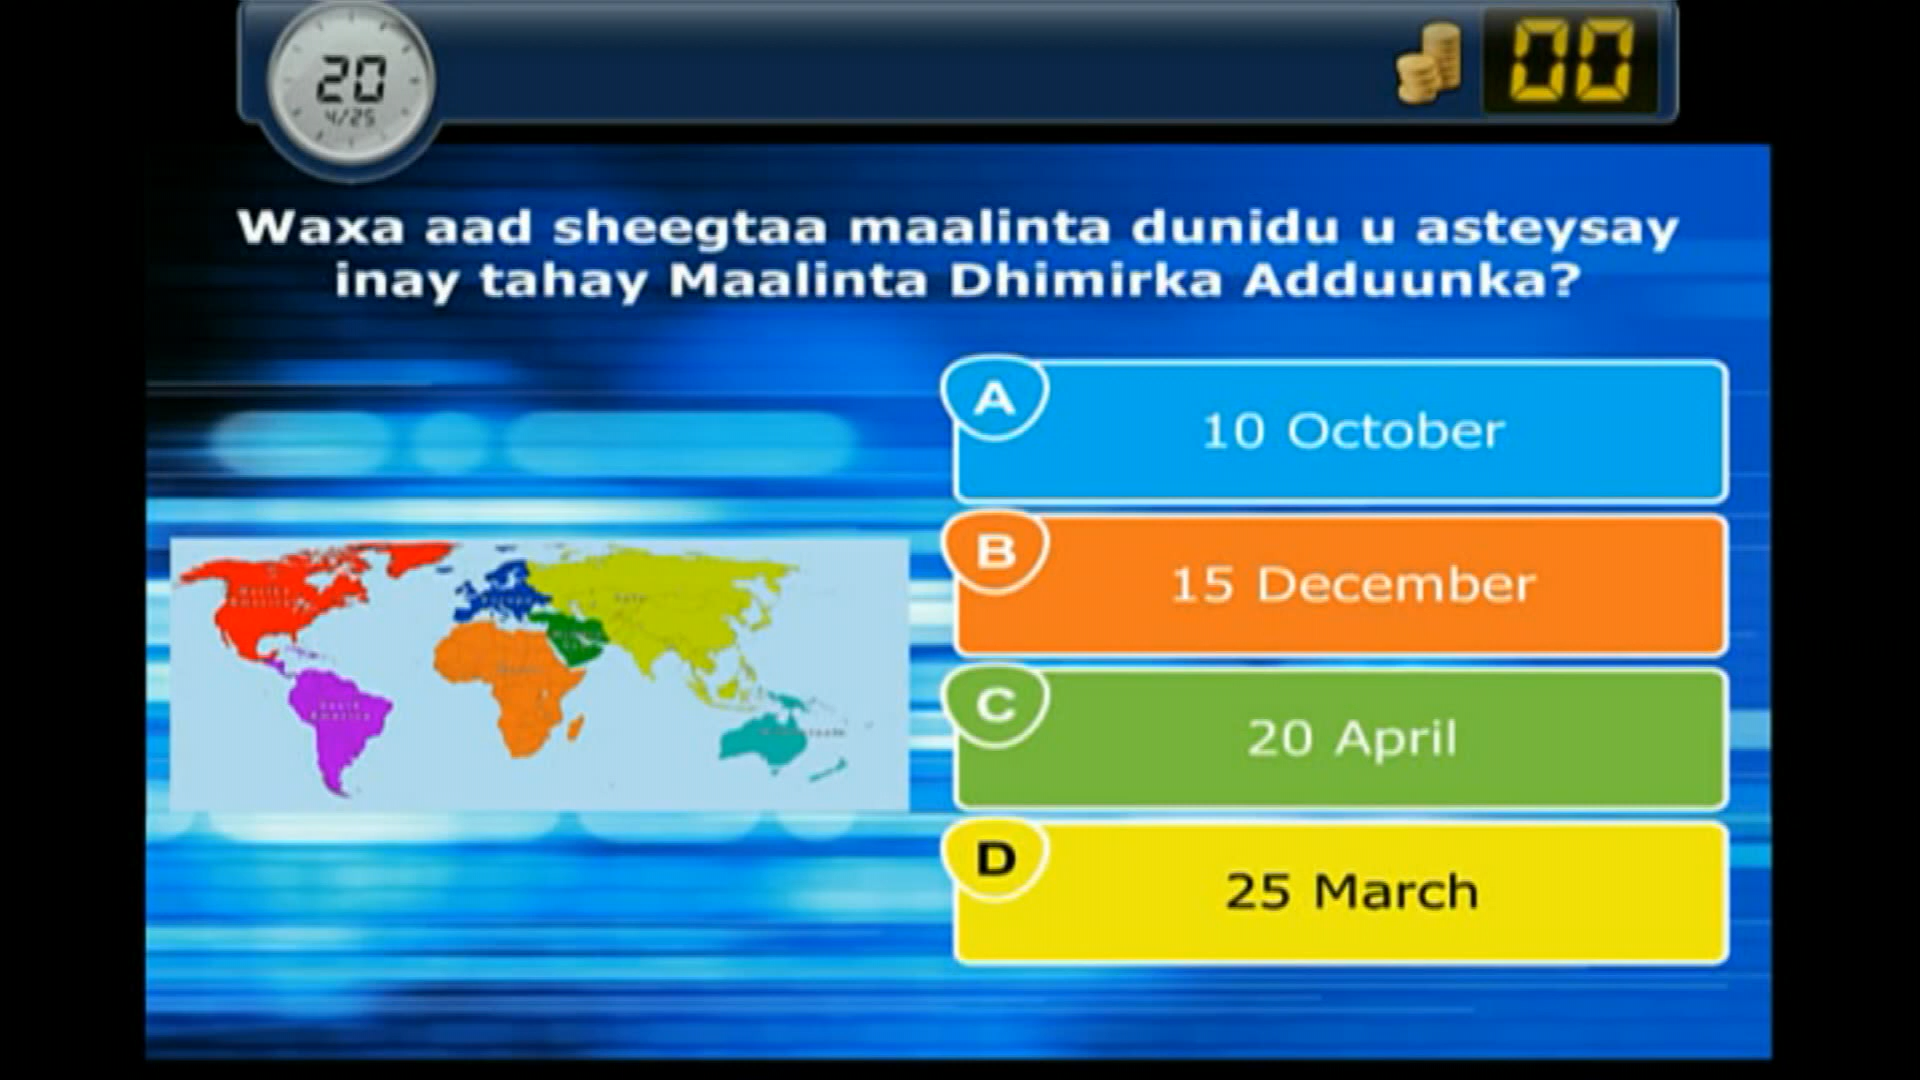 20
4/25
00
Waxa aad sheegtaa maalinta dunidu u asteysay
inay tahay Maalinta Dhimirka Adduunka?
A
10 October
B
15 December
C
20 April
D
25 March